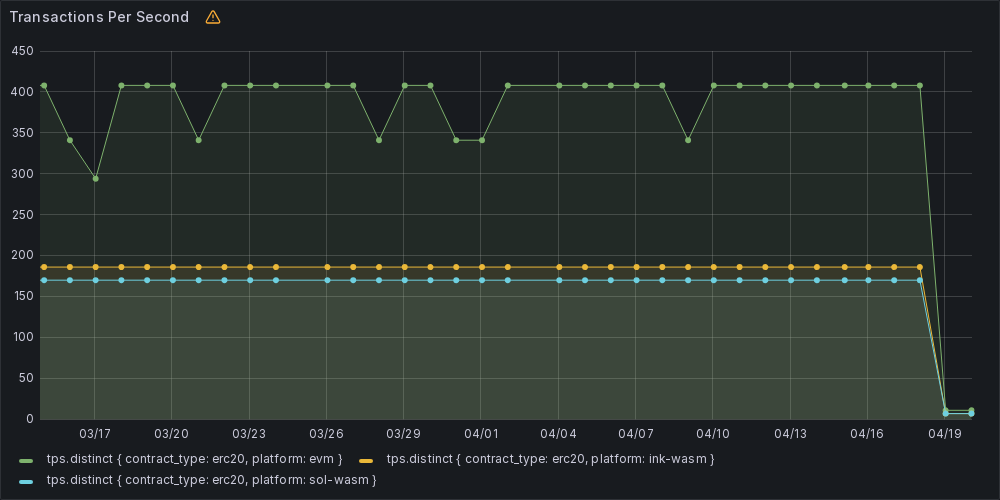 Transactions Per Second
450
400
350
300
250
200
150
100
50
0
03/17 03/20 03/23 03/26 03/29 04/01 04/04 04/07 04/10 04/13 04/16 04/19
tps.distinct { contract_type: erc20, platform: evm } tps.distinct { contract_type: erc20, platform: ink-wasm }
tps.distinct { contract_type: erc20, platform: sol-wasm }